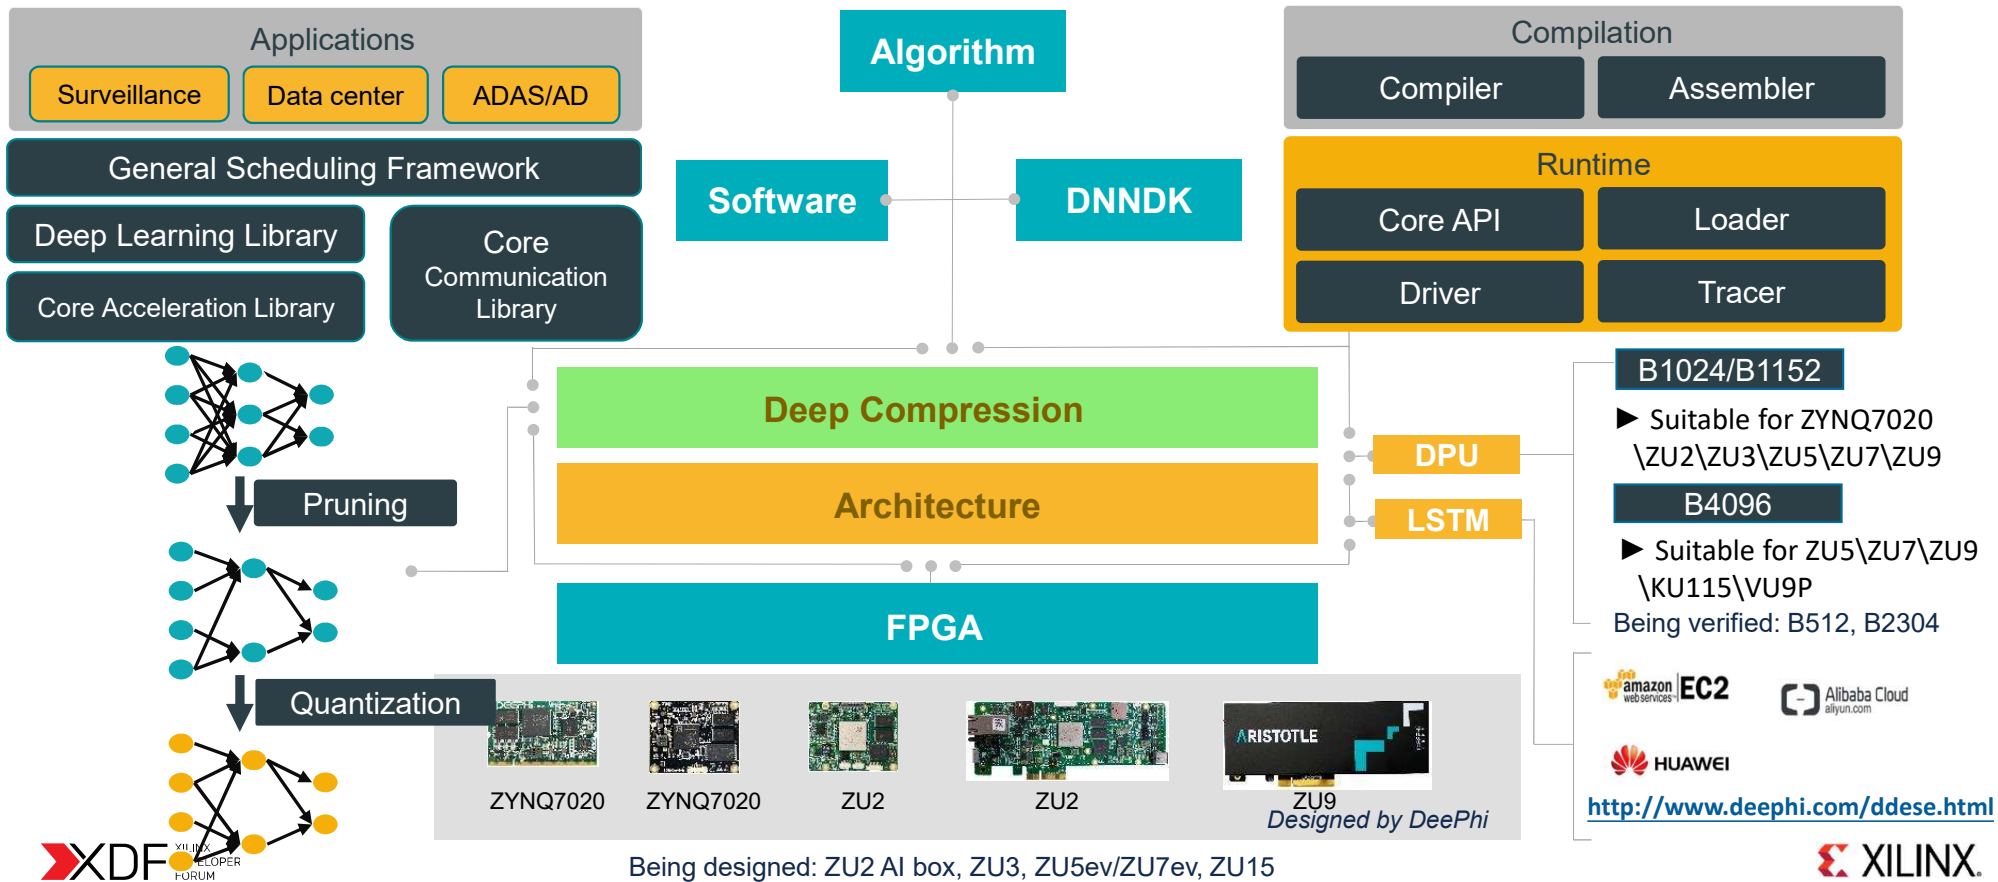 Applications
Surveillance
Data center
ADAS/AD
General Scheduling Framework
Deep Learning Library
Core Acceleration Library
Core
Communication
Library
Algorithm
Software
DNNDK
Compilation
Compiler
Assembler
Runtime
Core API
Loader
Driver
Tracer
Deep Compression
Architecture
FPGA
DPU
LSTM
B1024/B1152
► Suitable for ZYNQ7020
\ZU2\ZU3\ZU5\ZU7\ZU9
B4096
► Suitable for ZU5\ZU7\ZU9
\KU115\VU9P
Being verified: B512, B2304
Pruning
Quantization
amazon
webservices
EC2
Alibaba Cloud
aliyun.com
HUAWEI
http://www.deephi.com/ddese.html
ARISTOTLE
ZYNQ7020
ZYNQ7020
ZU2
ZU2
ZU9
Designed by DeePhi
Being designed: ZU2 AI box, ZU3, ZU5ev/ZU7ev, ZU15
XDF
FORUM
XILINX